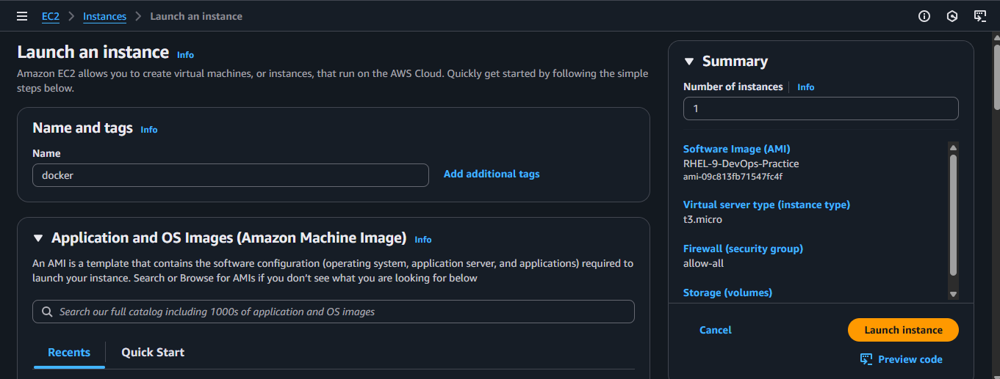 EC2 > Instances > Launch an instance
Launch an instance Info
Amazon EC2 allows you to create virtual machines, or instances, that run on the AWS Cloud. Quickly get started by following the simple
steps below.
Name and tags Info
Name
docker
Add additional tags
Application and OS Images (Amazon Machine Image) Info
An AMI is a template that contains the software configuration (operating system, application server, and applications) required to
launch your instance. Search or Browse for AMIs if you don’t see what you are looking for below
Search our full catalog including 1000s of application and OS images
Recents
Quick Start
Summary
Number of instances Info
1
Software Image (AMI)
RHEL-9-DevOps-Practice
ami-09c813fb71547fc4f
Virtual server type (instance type)
t3.micro
Firewall (security group)
allow-all
Storage (volumes)
Cancel
Launch instance
Preview code